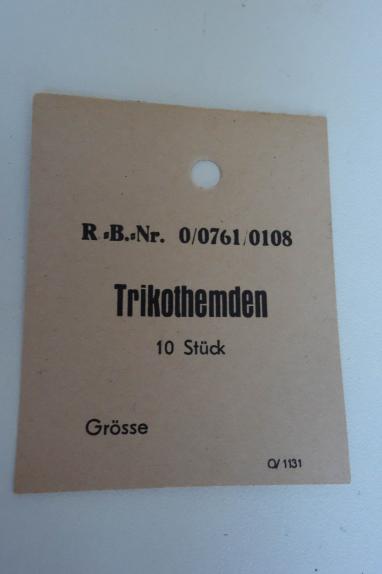 R.=B.=Nr. 0/0761/0108
Trikothemden
10 Stück
Grösse
O/1131